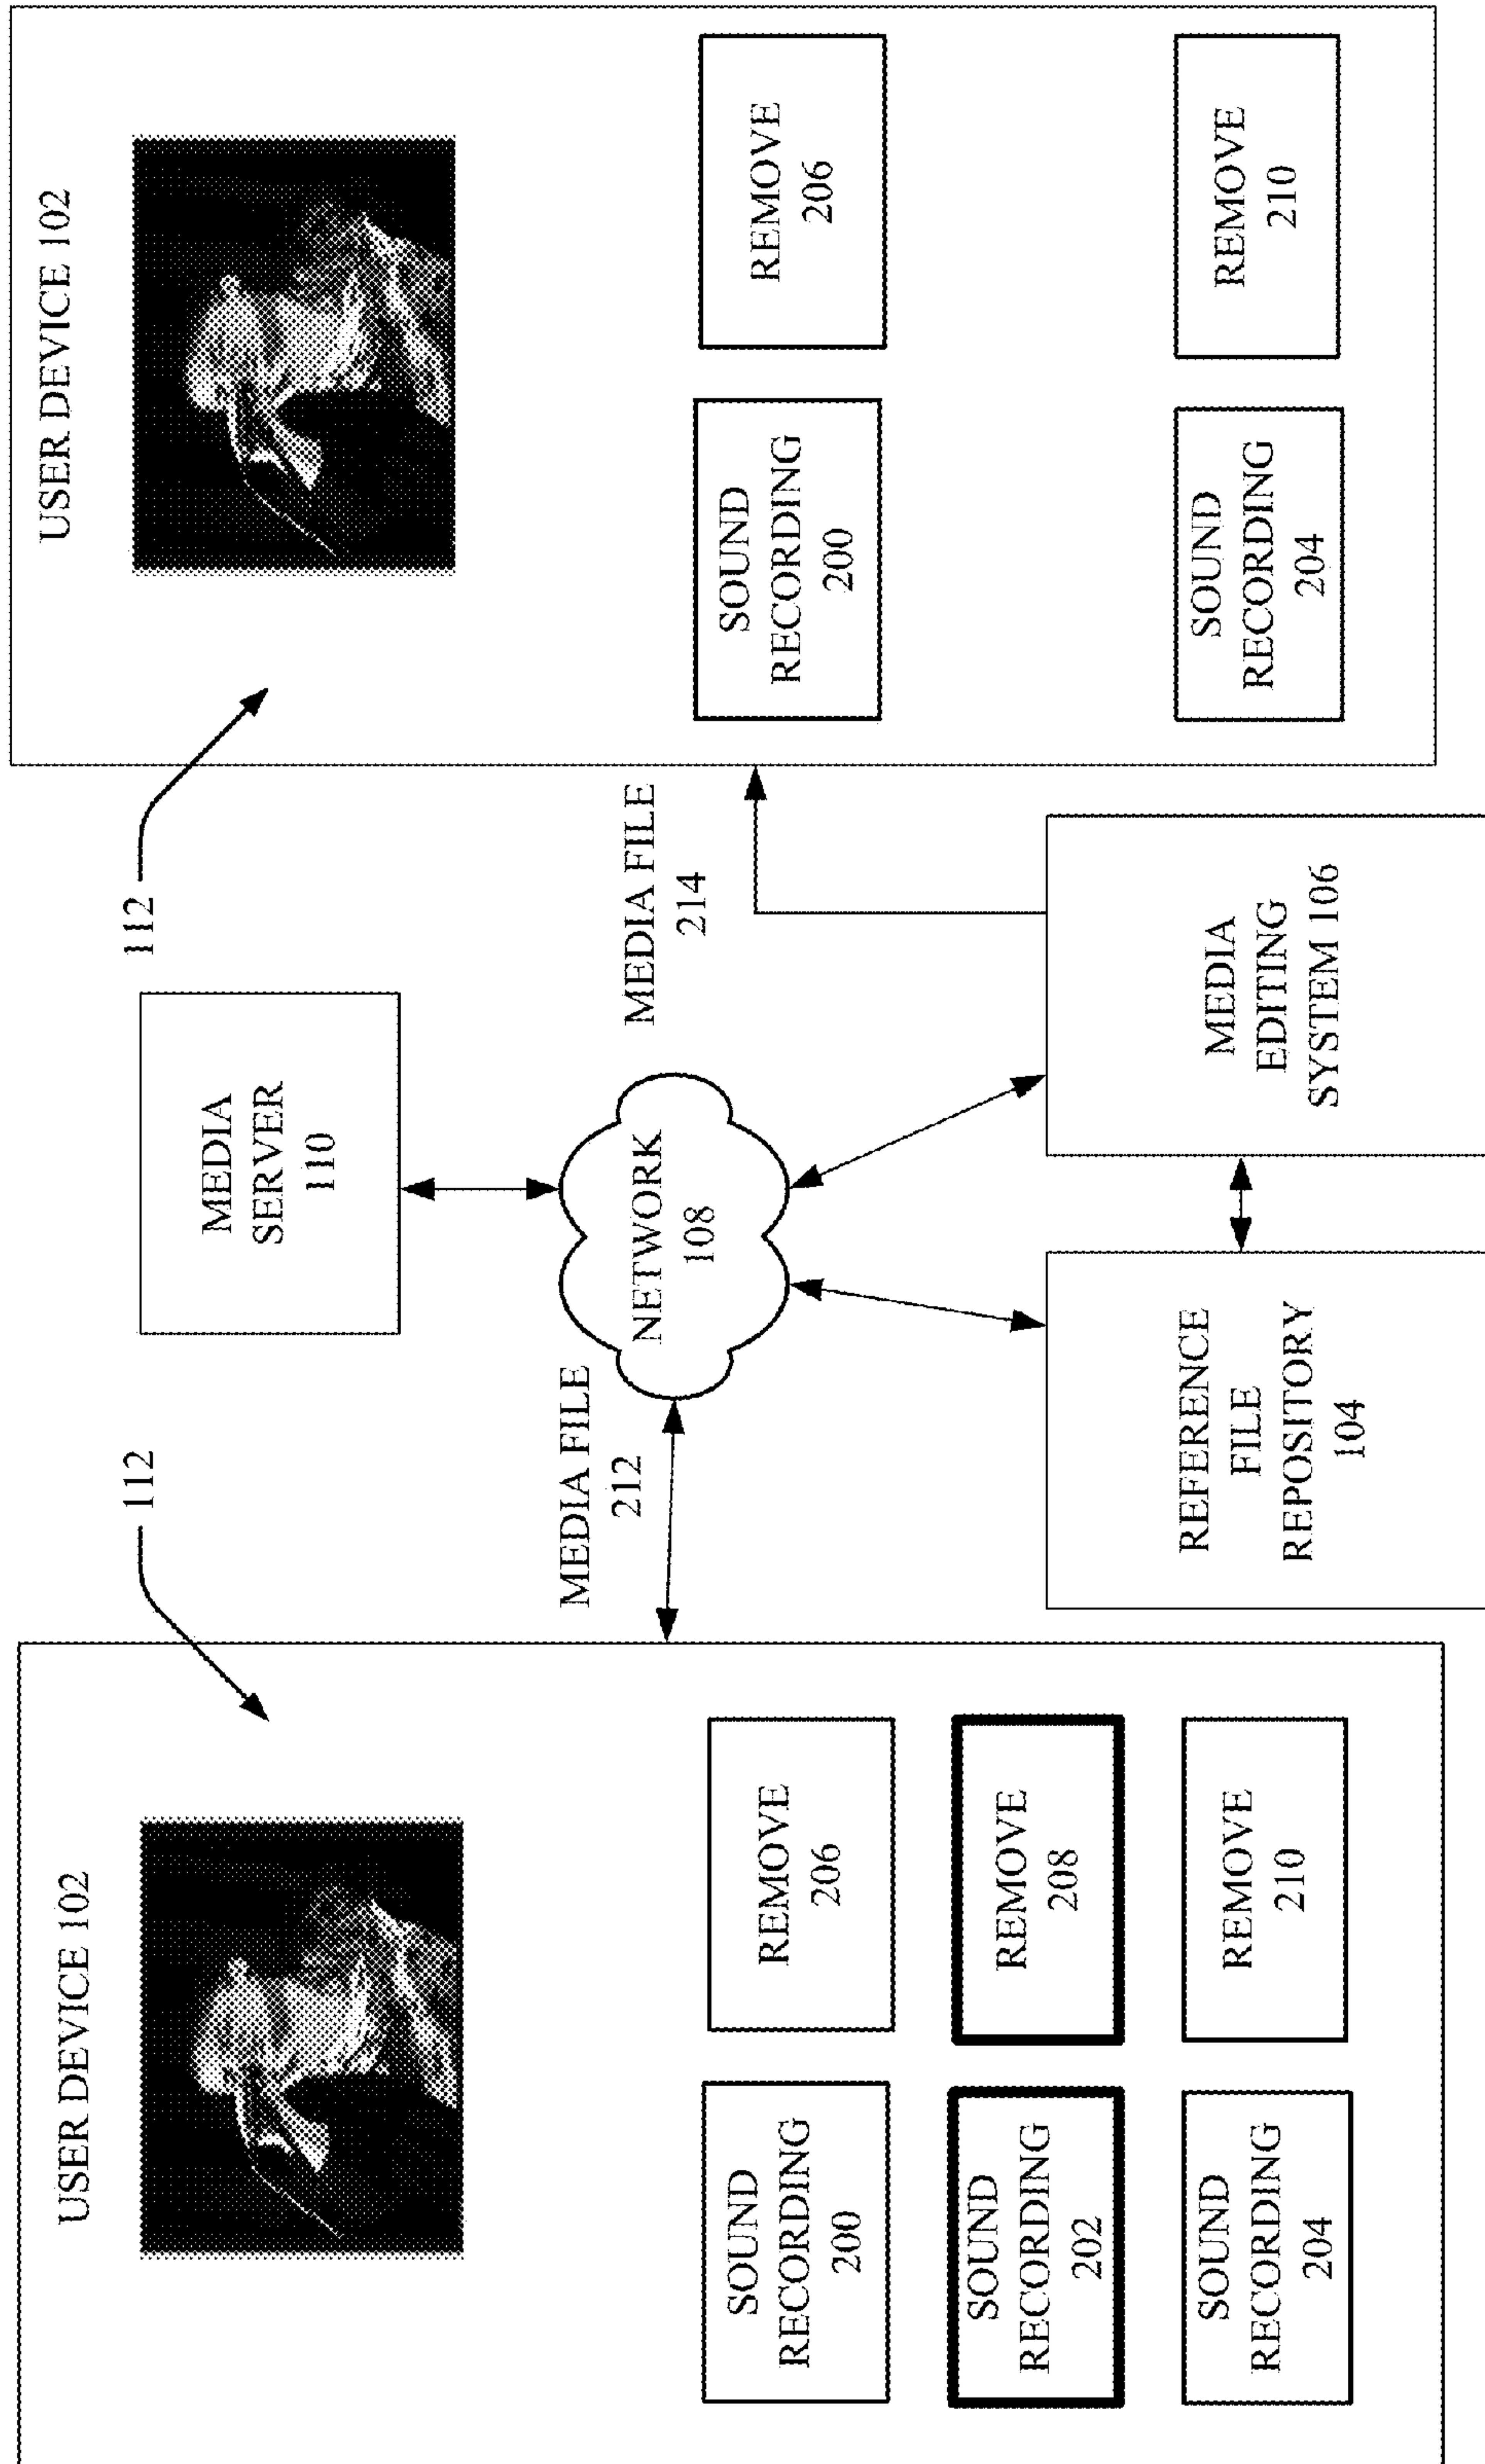 USER DEVICE 102
SOUND
RECORDING
200
REMOVE
206
SOUND
RECORDING
202
REMOVE
208
SOUND
RECORDING
204
REMOVE
210
112
MEDIA FILE
212
MEDIA
SERVER
110
NETWORK
108
REFERENCE
FILE
REPOSITORY
104
MEDIA
EDITING
SYSTEM 106
MEDIA FILE
214
112
USER DEVICE 102
SOUND
RECORDING
200
REMOVE
206
SOUND
RECORDING
204
REMOVE
210